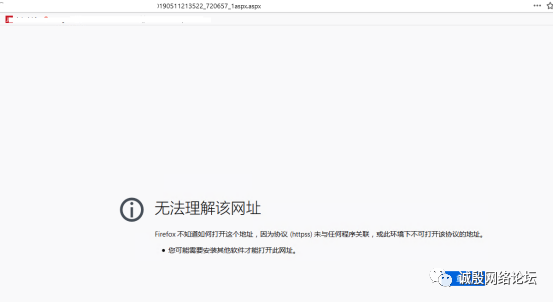 0190511213522_720657_1aspx.aspx
无法理解该网址
Firefox 不知道如何打开这个地址，因为协议 (httpss) 未与任何程序关联，或此环境下不可打开该协议的地址。
您可能需要安装其他软件才能打开此网址。
诚殷网络论坛